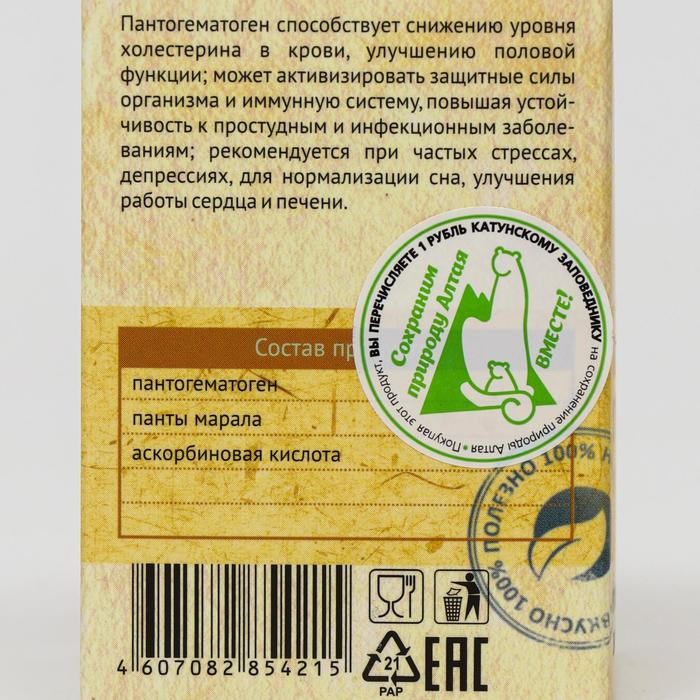 Пантогематоген способствует снижению уровня
холестерина в крови, улучшению половой
функции; может активизировать защитные силы
организма и иммунную систему, повышая устой-
чивость к простудным и инфекционным заболе-
ваниям; рекомендуется при частых стрессах,
депрессиях, для нормализации сна, улучшения
работы сердца и печени.
Покупая этот продукт, ВЫ ПЕРЕЧИСЛЯЕТЕ 1 РУБЛЬ КАТУНСКОМУ ЗАПОВЕДНИКУ на сохранение природы Алтая
Сохраним
природу Алтая
ВМЕСТЕ!
Состав
пантогематоген
панты марала
аскорбиновая кислота
ПОЛЕЗНО 100%
ВКУСНО 100%
4 607082 854215
21
PAP
EAC